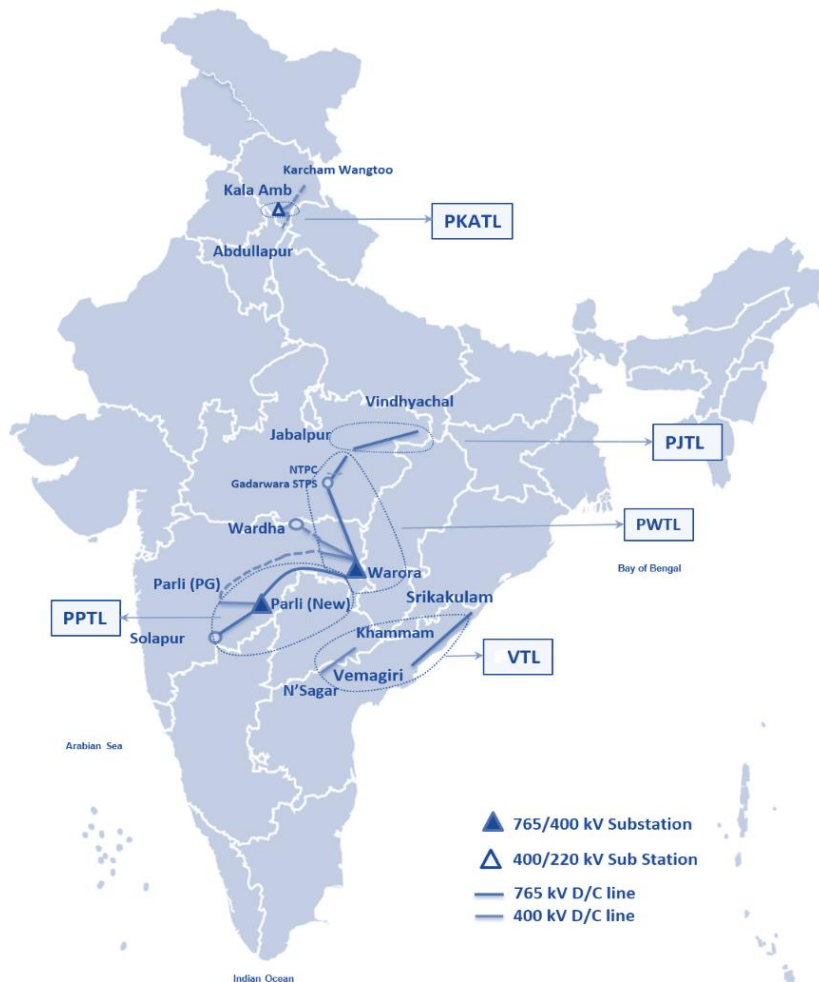 Karcham Wangtoo
Kala Amb
PKATL
Abdullapur
Vindhyachal
Jabalpur
PJTL
NTPC
Gadarwara STPS
Wardha
PWTL
Warora
Bay of Bengal
Parli (PG)
Srikakulam
PPTL
Parli (New)
Solapur
Khammam
VTL
Vemagiri
N'Sagar
Arabian Sea
765/400 kV Substation
400/220 kV Sub Station
765 kV D/C line
400 kV D/C line
Indian Ocean